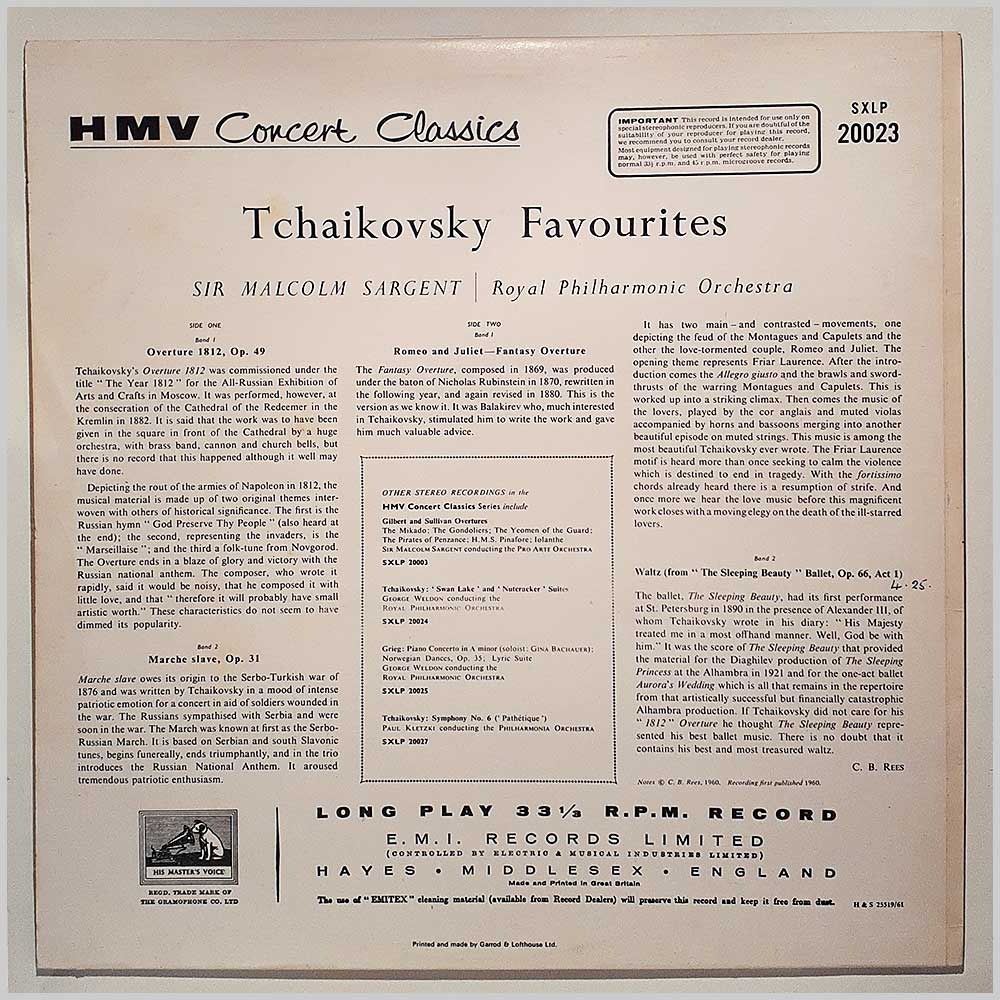 HMV Concert Classics
IMPORTANT This record is intended for use only on
special stereophonic reproducers. If you are doubtful of the
suitability of your reproducer for playing this record,
we recommend you to consult your record dealer.
Most equipment designed for playing stereophonic records
may, however, be used with perfect safety for playing
normal 33⅓ r.p.m. and 45 r.p.m. microgroove records.
SXLP
20023
Tchaikovsky Favourites
SIR MALCOLM SARGENT | Royal Philharmonic Orchestra
SIDE ONE
Band 1
Overture 1812, Op. 49
Tchaikovsky's Overture 1812 was commissioned under the
title "The Year 1812" for the All-Russian Exhibition of
Arts and Crafts in Moscow. It was performed, however, at
the consecration of the Cathedral of the Redeemer in the
Kremlin in 1882. It is said that the work was to have been
given in the square in front of the Cathedral by a huge
orchestra, with brass band, cannon and church bells, but
there is no record that this happened although it well may
have done.
Depicting the rout of the armies of Napoleon in 1812, the
musical material is made up of two original themes inter-
woven with others of historical significance. The first is the
Russian hymn "God Preserve Thy People" (also heard at
the end); the second, representing the invaders, is the
"Marseillaise"; and the third a folk-tune from Novgorod.
The Overture ends in a blaze of glory and victory with the
Russian national anthem. The composer, who wrote it
rapidly, said it would be noisy, that he composed it with
little love, and that "therefore it will probably have small
artistic worth." These characteristics do not seem to have
dimmed its popularity.
Band 2
Marche slave, Op. 31
Marche slave owes its origin to the Serbo-Turkish war of
1876 and was written by Tchaikovsky in a mood of intense
patriotic emotion for a concert in aid of soldiers wounded in
the war. The Russians sympathised with Serbia and were
soon in the war. The March was known at first as the Serbo-
Russian March. It is based on Serbian and south Slavonic
tunes, begins funereally, ends triumphantly, and in the trio
introduces the Russian National Anthem. It aroused
tremendous patriotic enthusiasm.
SIDE TWO
Band 1
Romeo and Juliet—Fantasy Overture
The Fantasy Overture, composed in 1869, was produced
under the baton of Nicholas Rubinstein in 1870, rewritten in
the following year, and again revised in 1880. This is the
version as we know it. It was Balakirev who, much interested
in Tchaikovsky, stimulated him to write the work and gave
him much valuable advice.
OTHER STEREO RECORDINGS in the
HMV Concert Classics Series include
Gilbert and Sullivan Overtures
The Mikado; The Gondoliers; The Yeomen of the Guard;
The Pirates of Penzance; H.M.S. Pinafore; Iolanthe
SIR MALCOLM SARGENT conducting the PRO ARTE ORCHESTRA
SXLP 20003
Tchaikovsky: 'Swan Lake' and 'Nutcracker' Suites
GEORGE WELDON conducting the
ROYAL PHILHARMONIC ORCHESTRA
SXLP 20024
Grieg: Piano Concerto in A minor (soloist: GINA BACHAUER);
Norwegian Dances, Op. 35; Lyric Suite
GEORGE WELDON conducting the
ROYAL PHILHARMONIC ORCHESTRA
SXLP 20025
Tchaikovsky: Symphony No. 6 ('Pathétique')
PAUL KLETZKI conducting the PHILHARMONIA ORCHESTRA
SXLP 20027
It has two main – and contrasted – movements, one
depicting the feud of the Montagues and Capulets and the
other the love-tormented couple, Romeo and Juliet. The
opening theme represents Friar Laurence. After the intro-
duction comes the Allegro giusto and the brawls and sword-
thrusts of the warring Montagues and Capulets. This is
worked up into a striking climax. Then comes the music of
the lovers, played by the cor anglais and muted violas
accompanied by horns and bassoons merging into another
beautiful episode on muted strings. This music is among the
most beautiful Tchaikovsky ever wrote. The Friar Laurence
motif is heard more than once seeking to calm the violence
which is destined to end in tragedy. With the fortissimo
chords already heard there is a resumption of strife. And
once more we hear the love music before this magnificent
work closes with a moving elegy on the death of the ill-starred
lovers.
Band 2
Waltz (from "The Sleeping Beauty" Ballet, Op. 66, Act 1)
4.25.
The ballet, The Sleeping Beauty, had its first performance
at St. Petersburg in 1890 in the presence of Alexander III, of
whom Tchaikovsky wrote in his diary: "His Majesty
treated me in a most offhand manner. Well, God be with
him." It was the score of The Sleeping Beauty that provided
the material for the Diaghilev production of The Sleeping
Princess at the Alhambra in 1921 and for the one-act ballet
Aurora's Wedding which is all that remains in the repertoire
from that artistically successful but financially catastrophic
Alhambra production. If Tchaikovsky did not care for his
"1812" Overture he thought The Sleeping Beauty repre-
sented his best ballet music. There is no doubt that it
contains his best and most treasured waltz.
C. B. REES
Notes © C. B. Rees, 1960. Recording first published 1960.
HIS MASTER'S VOICE
REGD. TRADE MARK OF
THE GRAMOPHONE CO. LTD
LONG PLAY 33⅓ R.P.M. RECORD
E.M.I. RECORDS LIMITED
(CONTROLLED BY ELECTRIC & MUSICAL INDUSTRIES LIMITED)
HAYES • MIDDLESEX • ENGLAND
Made and Printed in Great Britain
The use of "EMITEX" cleaning material (available from Record Dealers) will preserve this record and keep it free from dust.
H & S 25519/61
Printed and made by Garrod & Lofthouse Ltd.